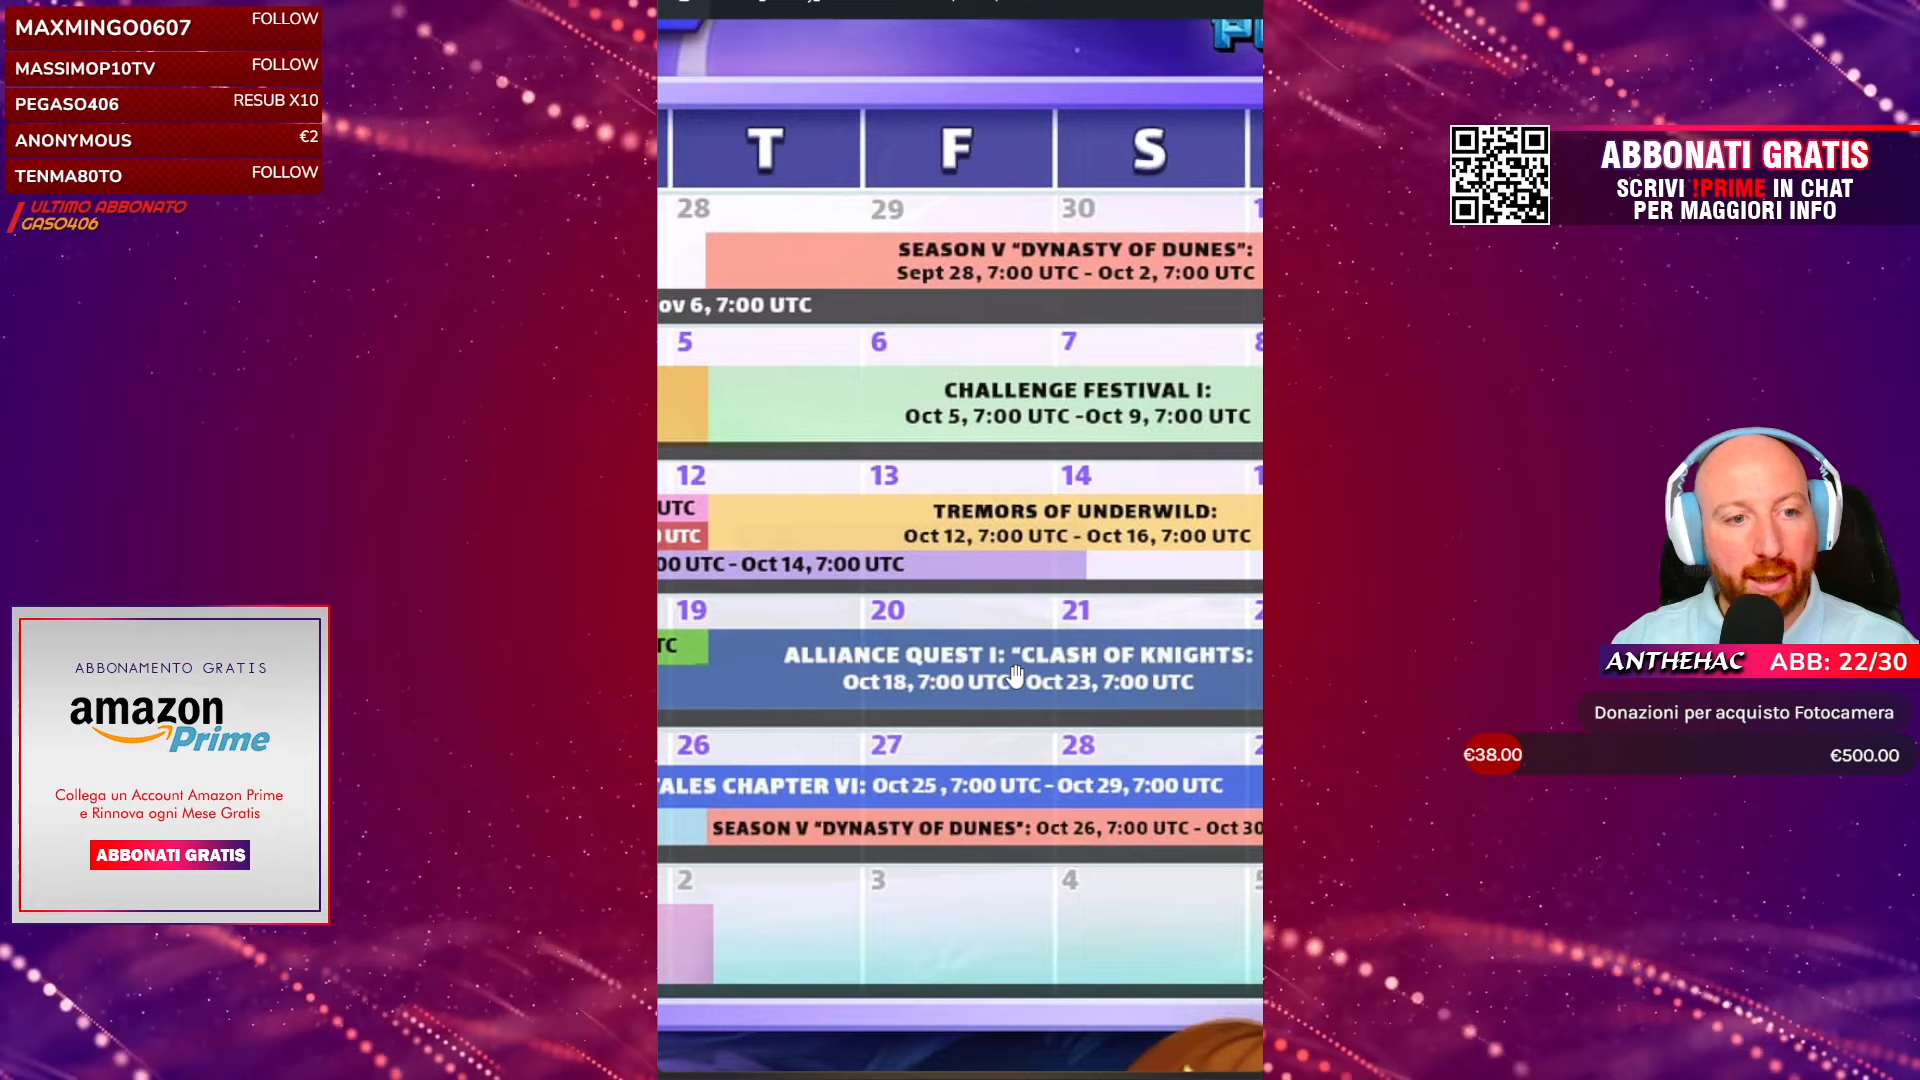 MAXMINGO0607 FOLLOW
MASSIMOP10TV FOLLOW
PEGASO406 RESUB X10
ANONYMOUS €2
TENMA80TO FOLLOW
ULTIMO ABBONATO
GASO406
T F S
28 29 30
SEASON V "DYNASTY OF DUNES":
Sept 28, 7:00 UTC - Oct 2, 7:00 UTC
ov 6, 7:00 UTC
5 6 7
CHALLENGE FESTIVAL I:
Oct 5, 7:00 UTC -Oct 9, 7:00 UTC
12 13 14
UTC
TREMORS OF UNDERWILD:
Oct 12, 7:00 UTC - Oct 16, 7:00 UTC
0 UTC
00 UTC - Oct 14, 7:00 UTC
19 20 21
TC
ALLIANCE QUEST I: "CLASH OF KNIGHTS:
Oct 18, 7:00 UTC Oct 23, 7:00 UTC
26 27 28
ALES CHAPTER VI: Oct 25 , 7:00 UTC - Oct 29, 7:00 UTC
SEASON V "DYNASTY OF DUNES": Oct 26, 7:00 UTC - Oct 30
2 3 4
ABBONATI GRATIS
SCRIVI !PRIME IN CHAT
PER MAGGIORI INFO
ABBONAMENTO GRATIS
amazon
Prime
Collega un Account Amazon Prime
e Rinnova ogni Mese Gratis
ABBONATI GRATIS
ANTHEHAC ABB: 22/30
Donazioni per acquisto Fotocamera
€38.00 €500.00